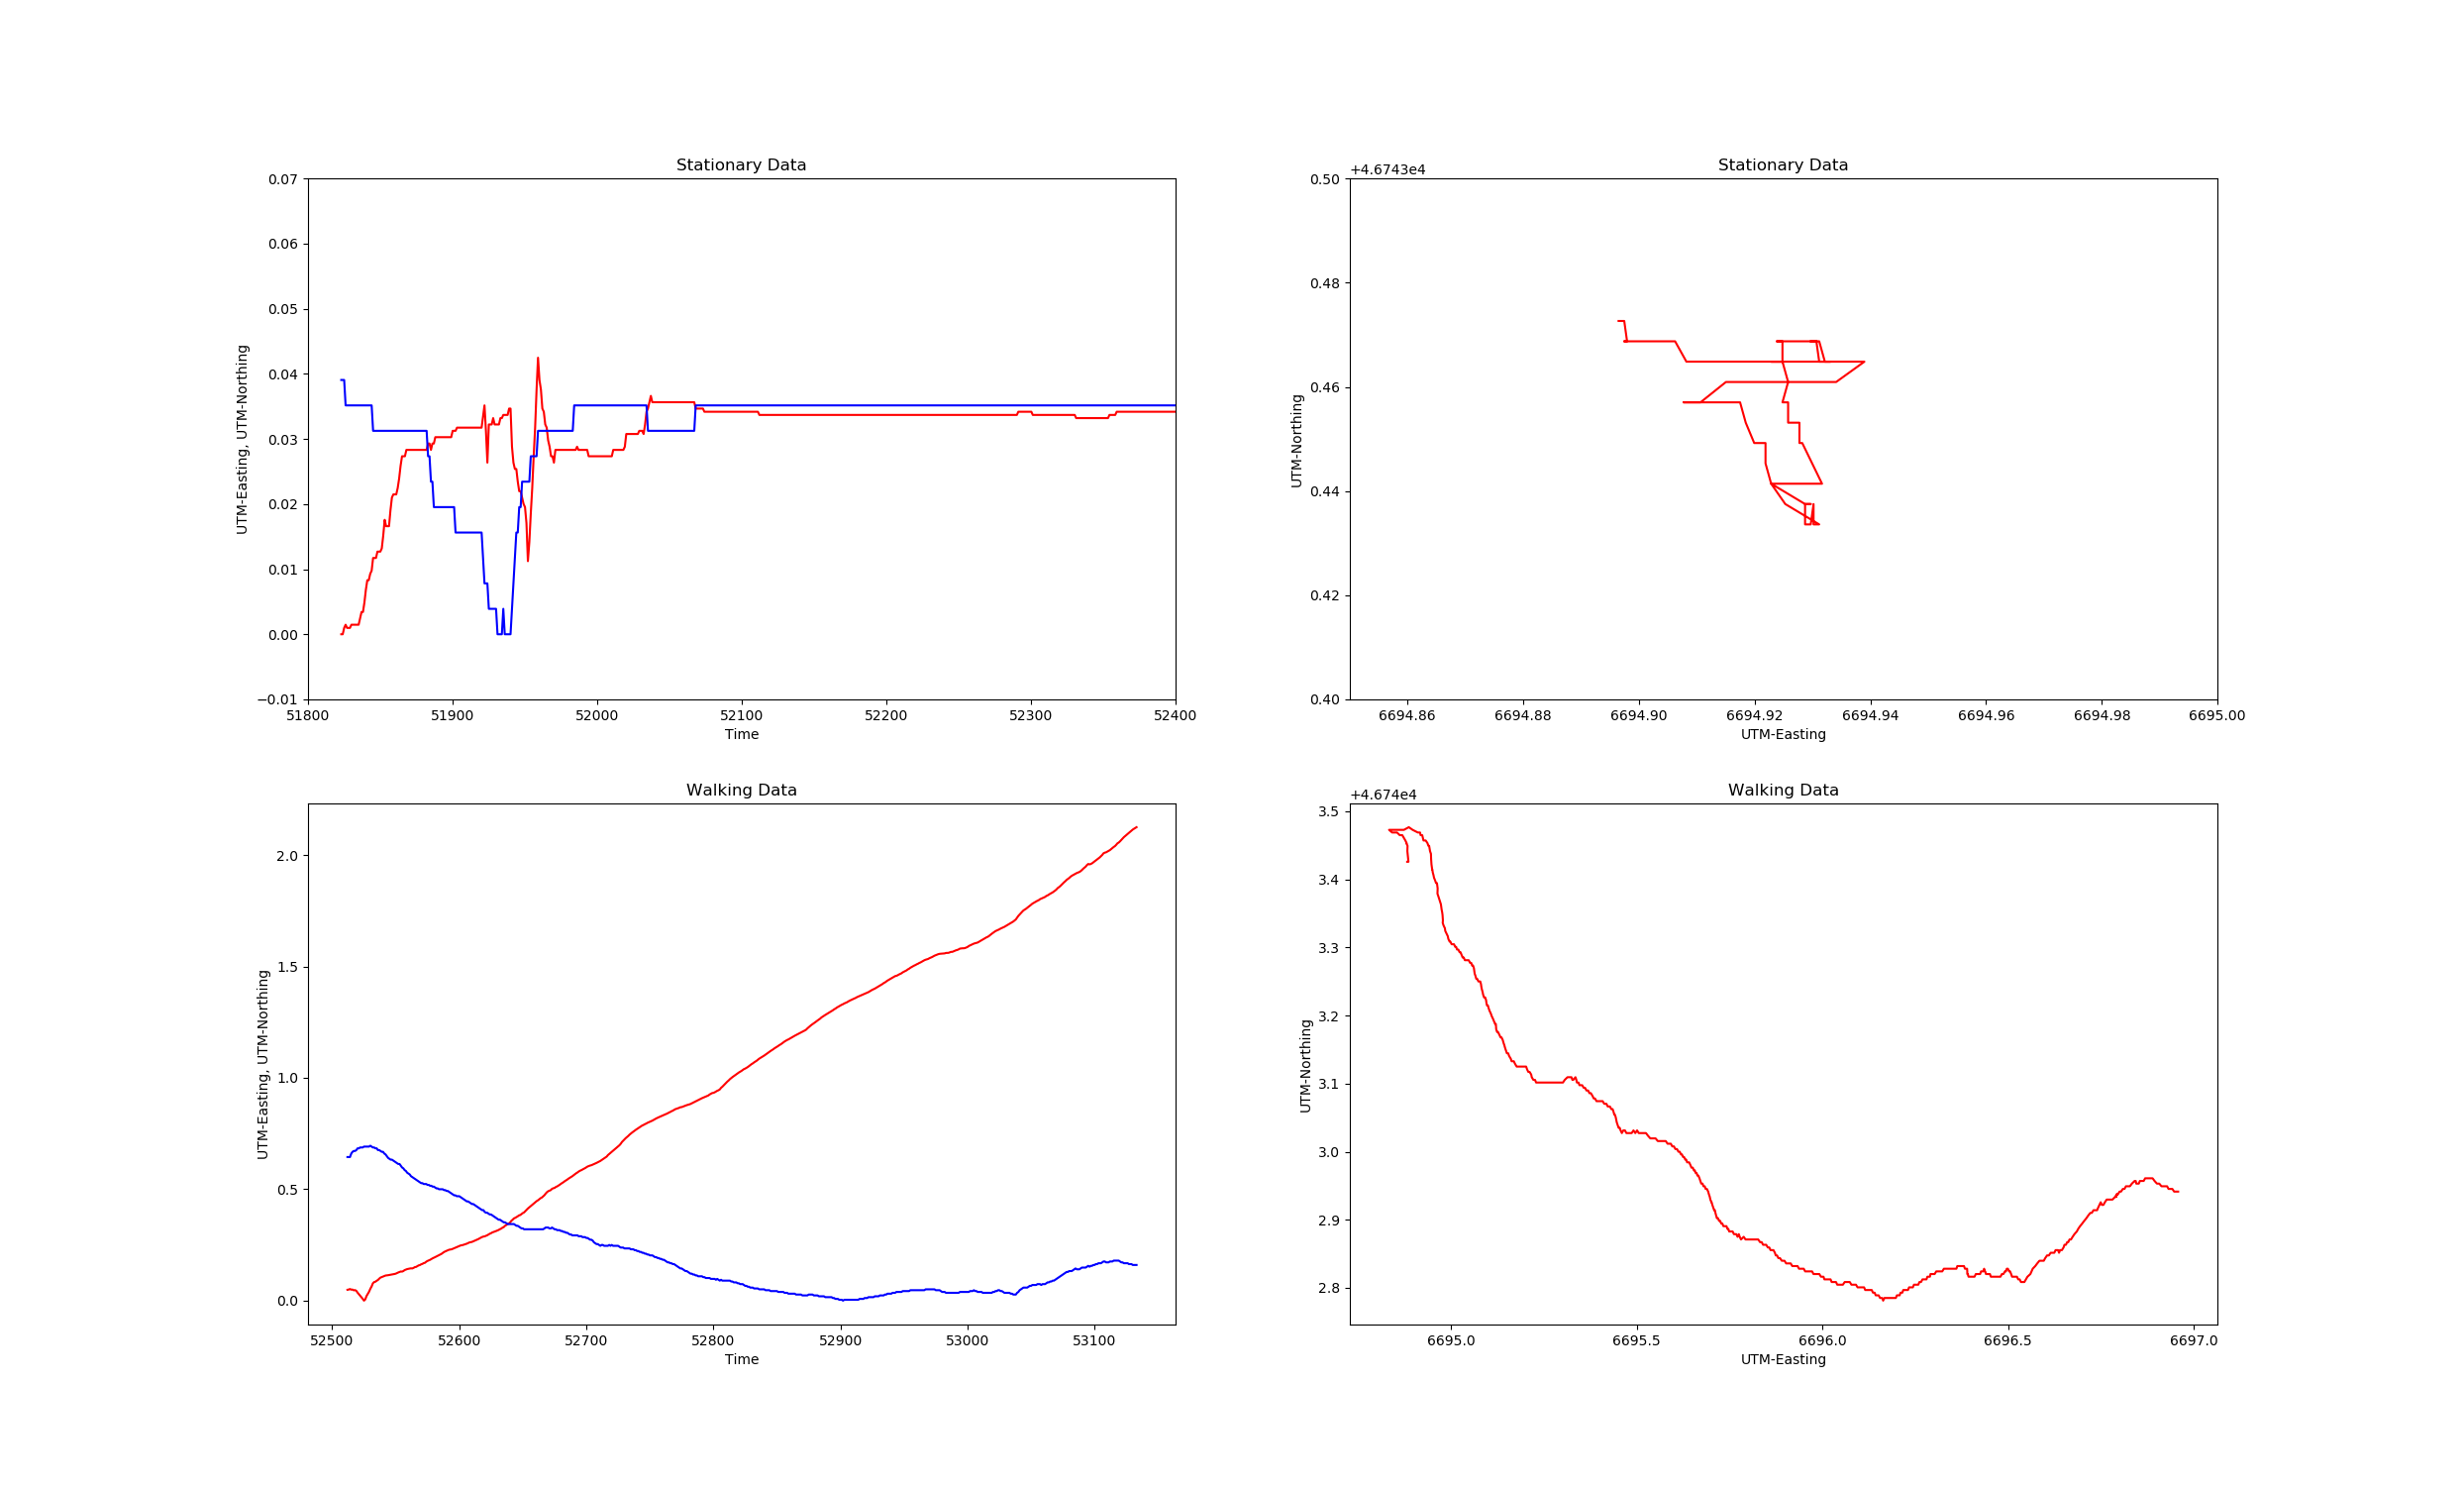 Stationary Data
0.07
0.06
0.05
0.04
0.03
0.02
0.01
0.00
−0.01
UTM-Easting, UTM-Northing
51800 51900 52000 52100 52200 52300 52400
Time
Stationary Data
+4.6743e4
0.50
0.48
0.46
0.44
0.42
0.40
UTM-Northing
6694.86 6694.88 6694.90 6694.92 6694.94 6694.96 6694.98 6695.00
UTM-Easting
Walking Data
2.0
1.5
1.0
0.5
0.0
UTM-Easting, UTM-Northing
52500 52600 52700 52800 52900 53000 53100
Time
Walking Data
+4.674e4
3.5
3.4
3.3
3.2
3.1
3.0
2.9
2.8
UTM-Northing
6695.0 6695.5 6696.0 6696.5 6697.0
UTM-Easting